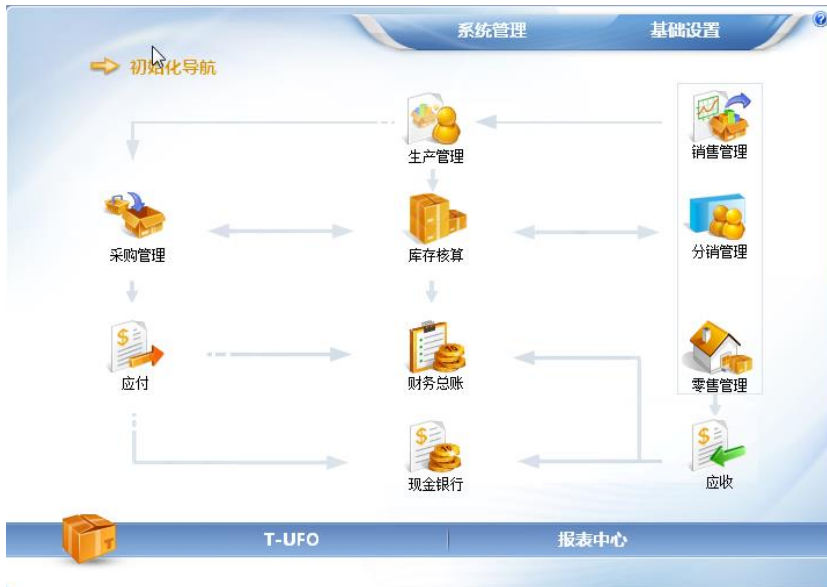 系统管理
基础设置
初始化导航
生产管理
销售管理
采购管理
库存核算
分销管理
应付
财务总账
零售管理
现金银行
应收
T-UFO
报表中心